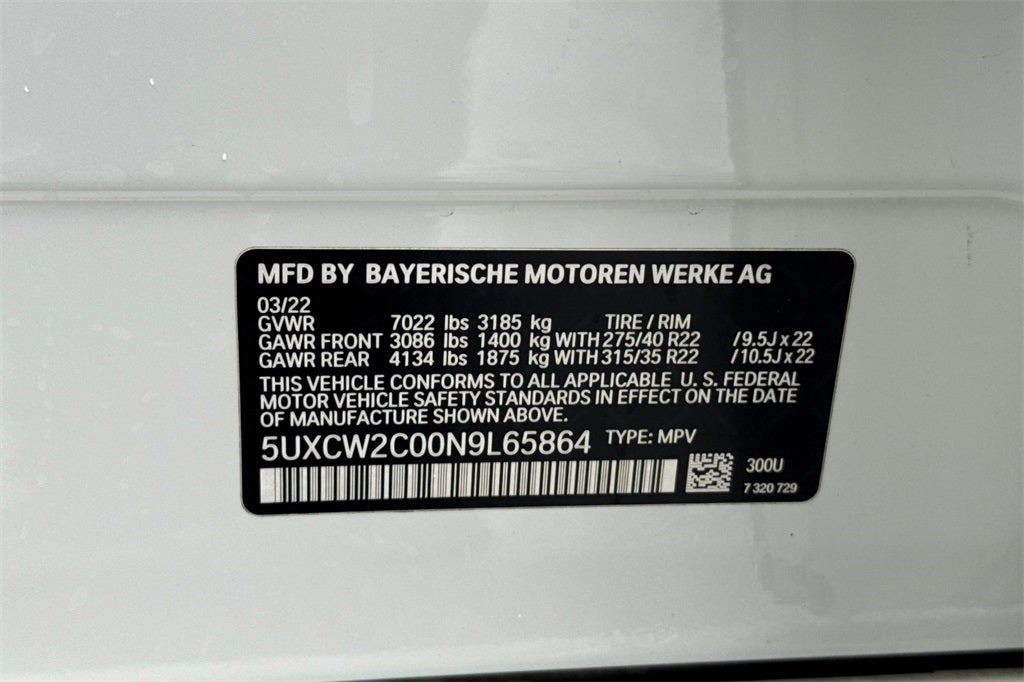 MFD BY BAYERISCHE MOTOREN WERKE AG
03/22
GVWR 7022 lbs 3185 kg TIRE / RIM
GAWR FRONT 3086 lbs 1400 kg WITH 275/40 R22 / 9.5J x 22
GAWR REAR 4134 lbs 1875 kg WITH 315/35 R22 / 10.5J x 22
THIS VEHICLE CONFORMS TO ALL APPLICABLE U. S. FEDERAL
MOTOR VEHICLE SAFETY STANDARDS IN EFFECT ON THE DATE
OF MANUFACTURE SHOWN ABOVE.
5UXCW2C00N9L65864 TYPE: MPV
300U
7 320 729